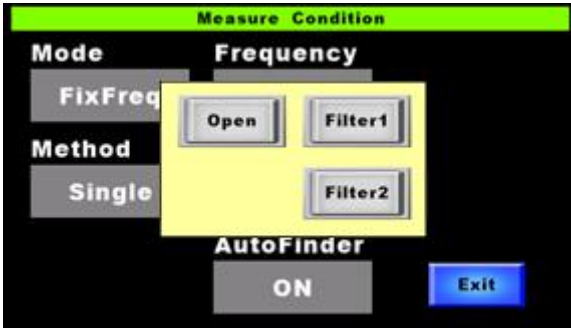 Measure Condition
Mode
Frequency
FixFreq
Open
Filter1
Method
Single
Filter2
AutoFinder
ON
Exit